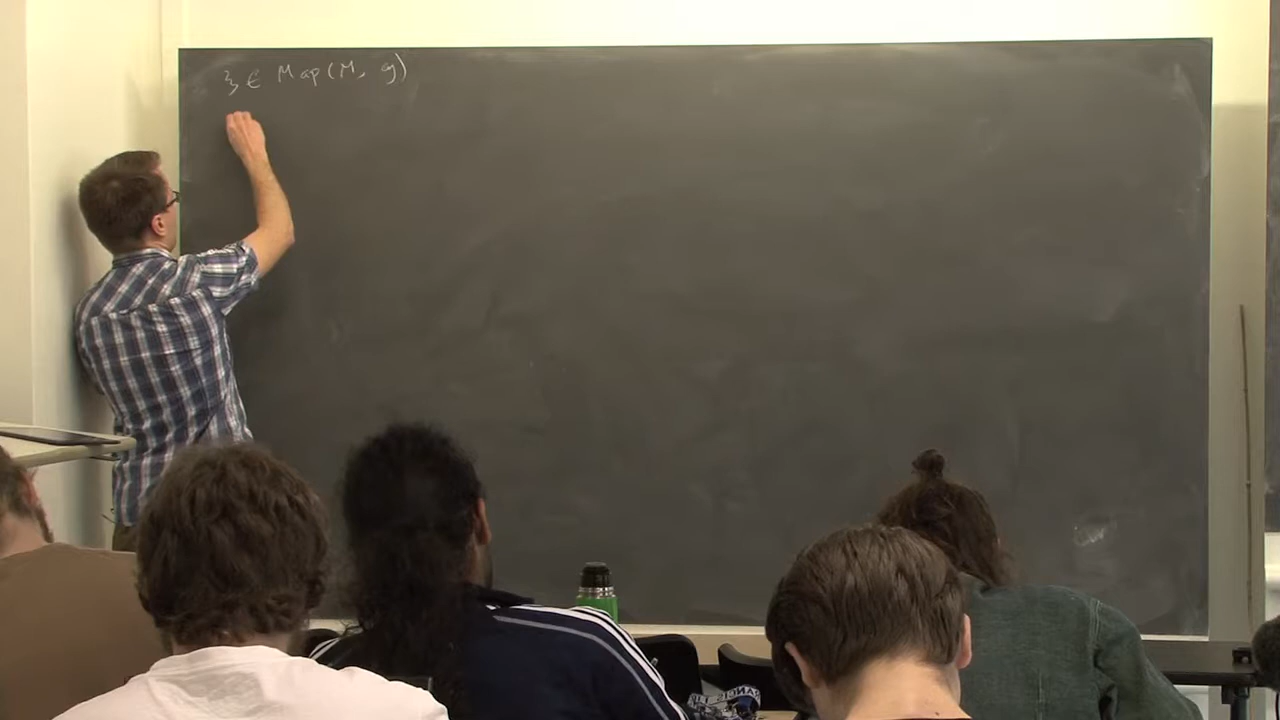 ξ ∈ Map(M, g)